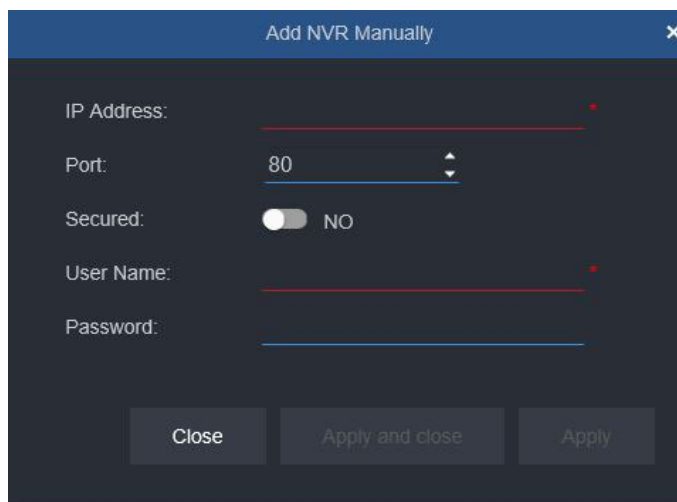 Add NVR Manually ×
IP Address: *
Port: 80
Secured: NO
User Name: *
Password:
Close Apply and close Apply